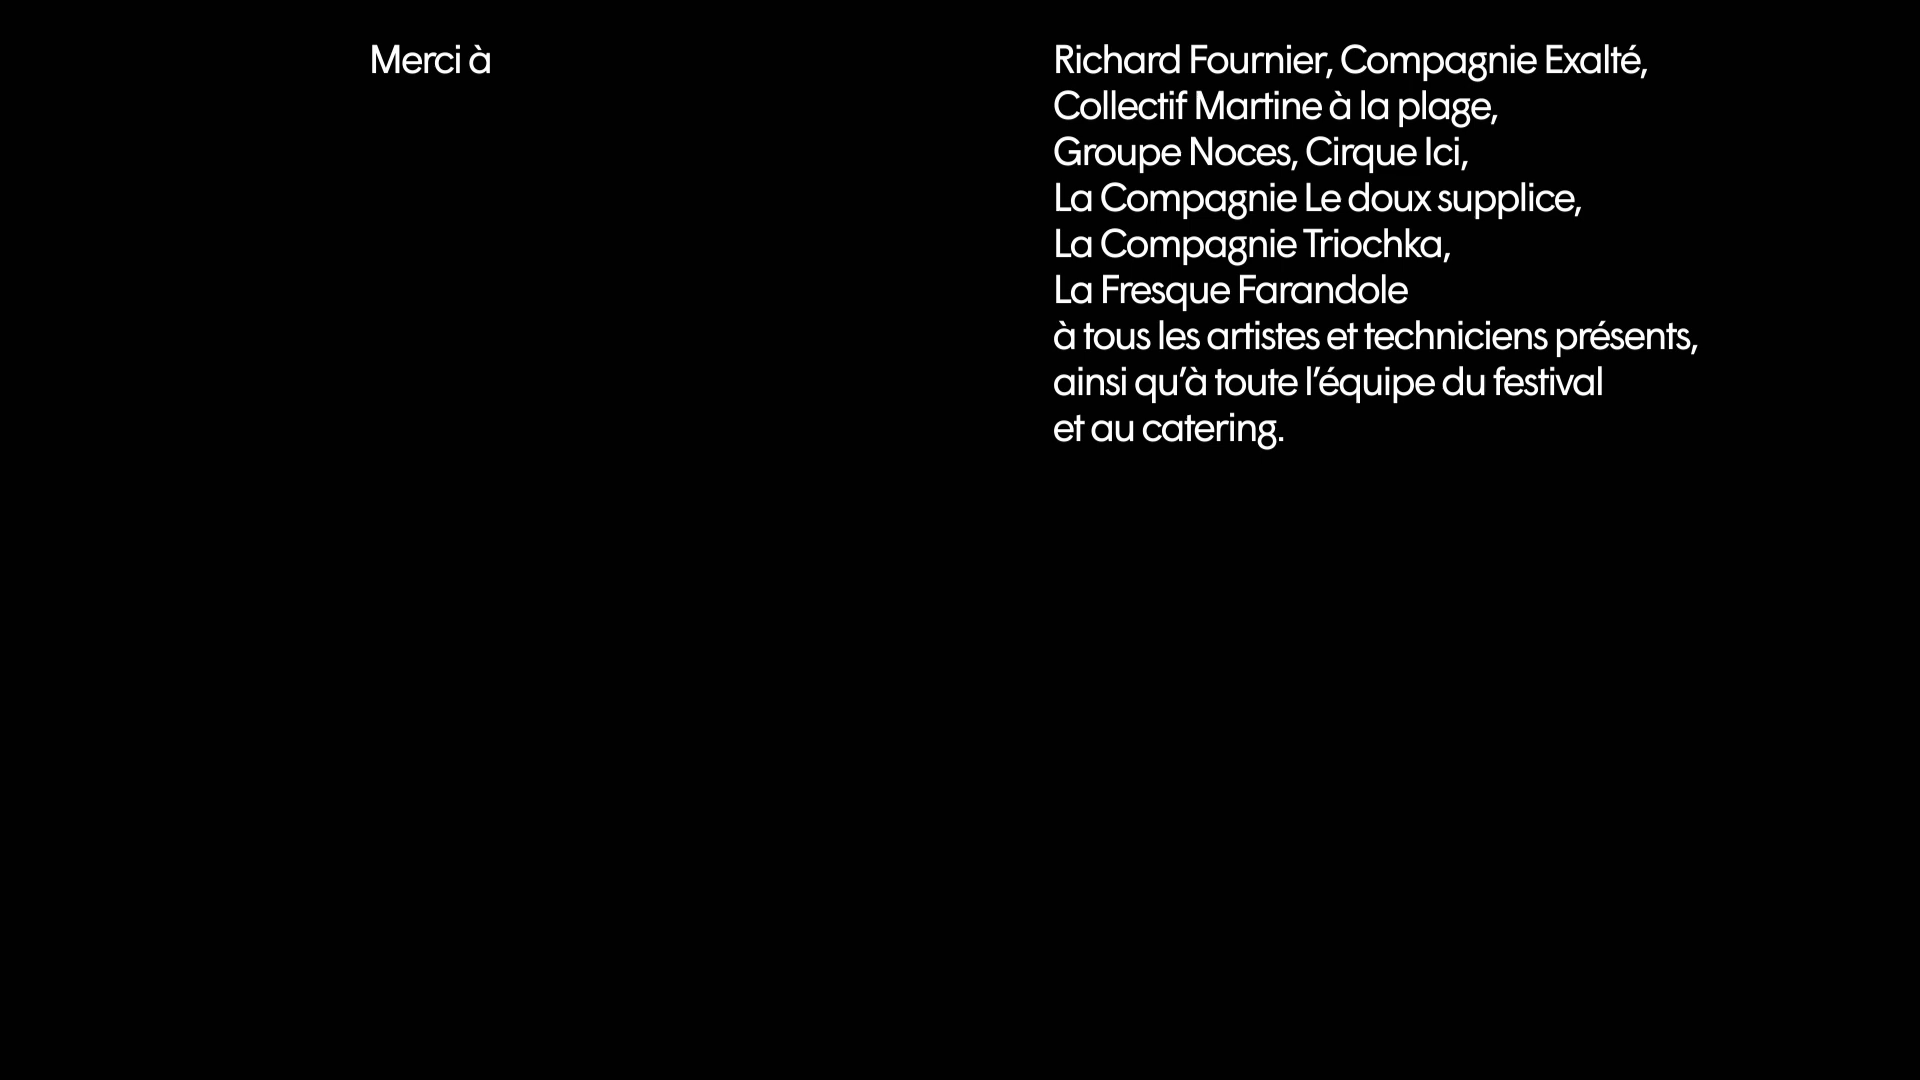 Merci à
Richard Fournier, Compagnie Exalté,
Collectif Martine à la plage,
Groupe Noces, Cirque Ici,
La Compagnie Le doux supplice,
La Compagnie Triochka,
La Fresque Farandole
à tous les artistes et techniciens présents,
ainsi qu’à toute l’équipe du festival
et au catering.